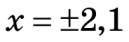 x = ±2,1